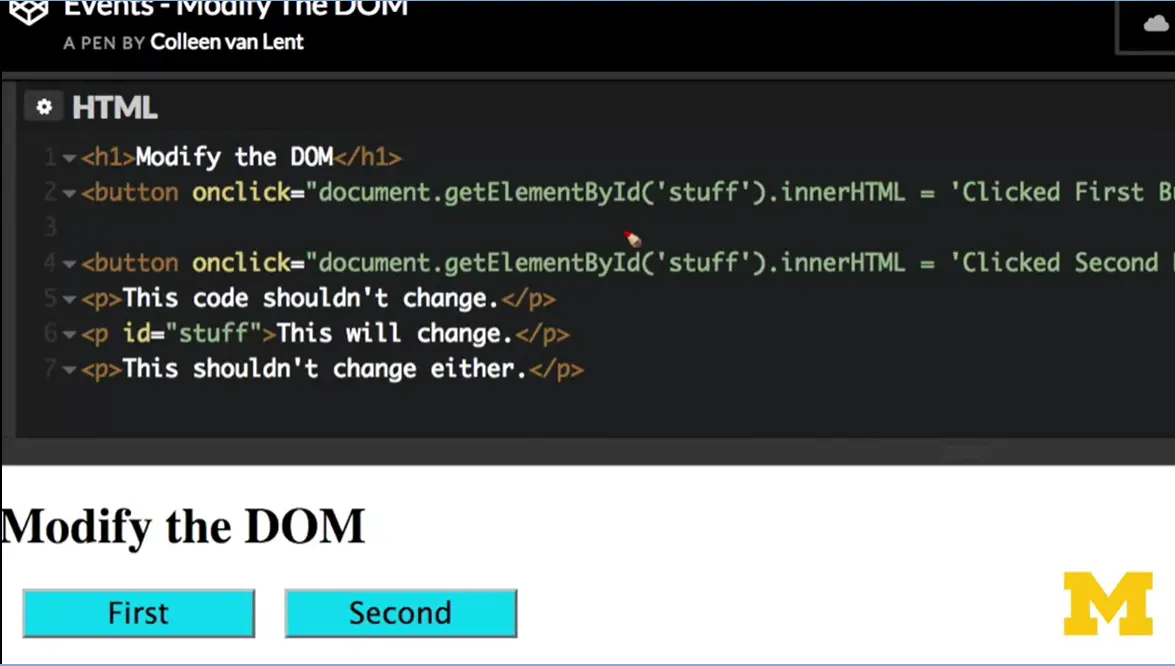 Events - Modify The DOM
A PEN BY Colleen van Lent
HTML
1 <h1>Modify the DOM</h1>
2 <button onclick="document.getElementById('stuff').innerHTML = 'Clicked First
3
4 <button onclick="document.getElementById('stuff').innerHTML = 'Clicked Second
5 <p>This code shouldn't change.</p>
6 <p id="stuff">This will change.</p>
7 <p>This shouldn't change either.</p>
Modify the DOM
First Second
M